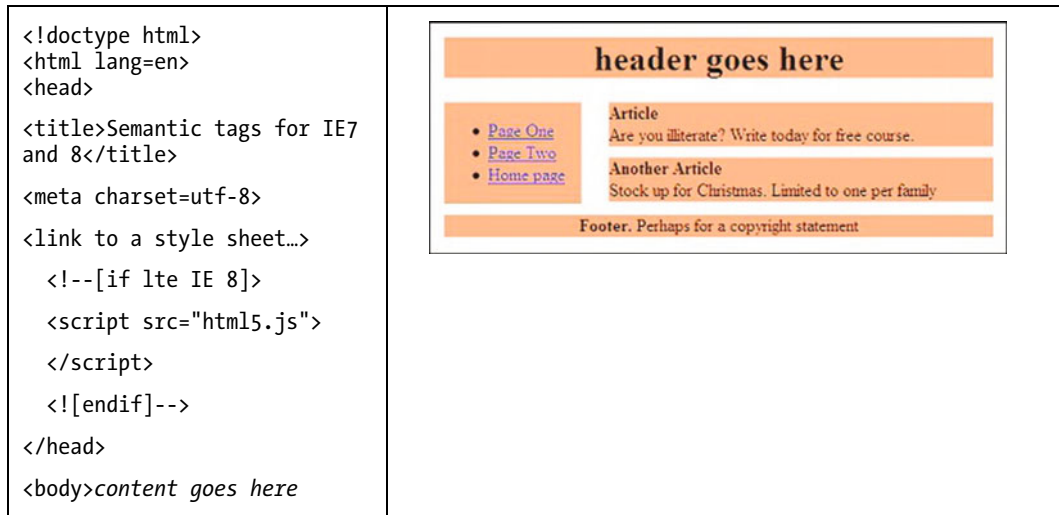 <!doctype html>
<html lang=en>
<head>
<title>Semantic tags for IE7
and 8</title>
<meta charset=utf-8>
<link to a style sheet…>
<!--[if lte IE 8]>
<script src="html5.js">
</script>
<![endif]-->
</head>
<body>content goes here
header goes here
• Page One
• Page Two
• Home page
Article
Are you illiterate? Write today for free course.
Another Article
Stock up for Christmas. Limited to one per family
Footer. Perhaps for a copyright statement